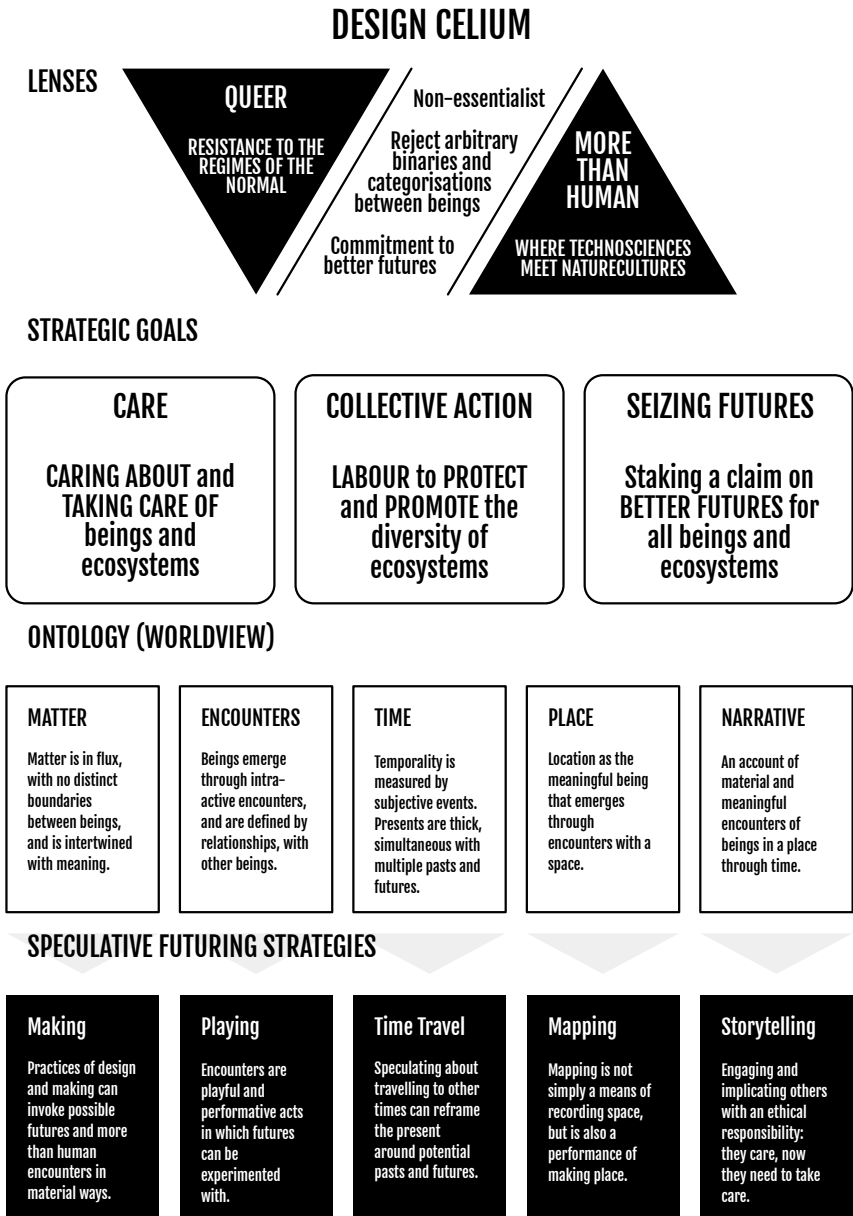 DESIGN CELIUM
LENSES
QUEER
RESISTANCE TO THE
REGIMES OF THE
NORMAL
Non-essentialist
Reject arbitrary
binaries and
categorisations
between beings
Commitment to
better futures
MORE
THAN
HUMAN
WHERE TECHNOSCIENCES
MEET NATURECULTURES
STRATEGIC GOALS
CARE
CARING ABOUT and
TAKING CARE OF
beings and
ecosystems
COLLECTIVE ACTION
LABOUR to PROTECT
and PROMOTE the
diversity of
ecosystems
SEIZING FUTURES
Staking a claim on
BETTER FUTURES for
all beings and
ecosystems
ONTOLOGY (WORLDVIEW)
MATTER
Matter is in flux,
with no distinct
boundaries
between beings,
and is intertwined
with meaning.
ENCOUNTERS
Beings emerge
through intra-
active encounters,
and are defined by
relationships, with
other beings.
TIME
Temporality is
measured by
subjective events.
Presents are thick,
simultaneous with
multiple pasts and
futures.
PLACE
Location as the
meaningful being
that emerges
through
encounters with a
space.
NARRATIVE
An account of
material and
meaningful
encounters of
beings in a place
through time.
SPECULATIVE FUTURING STRATEGIES
Making
Practices of design
and making can
invoke possible
futures and more
than human
encounters in
material ways.
Playing
Encounters are
playful and
performative acts
in which futures
can be
experimented
with.
Time Travel
Speculating about
travelling to other
times can reframe
the present
around potential
pasts and futures.
Mapping
Mapping is not
simply a means of
recording space,
but is also a
performance of
making place.
Storytelling
Engaging and
implicating others
with an ethical
responsibility:
they care, now
they need to take
care.